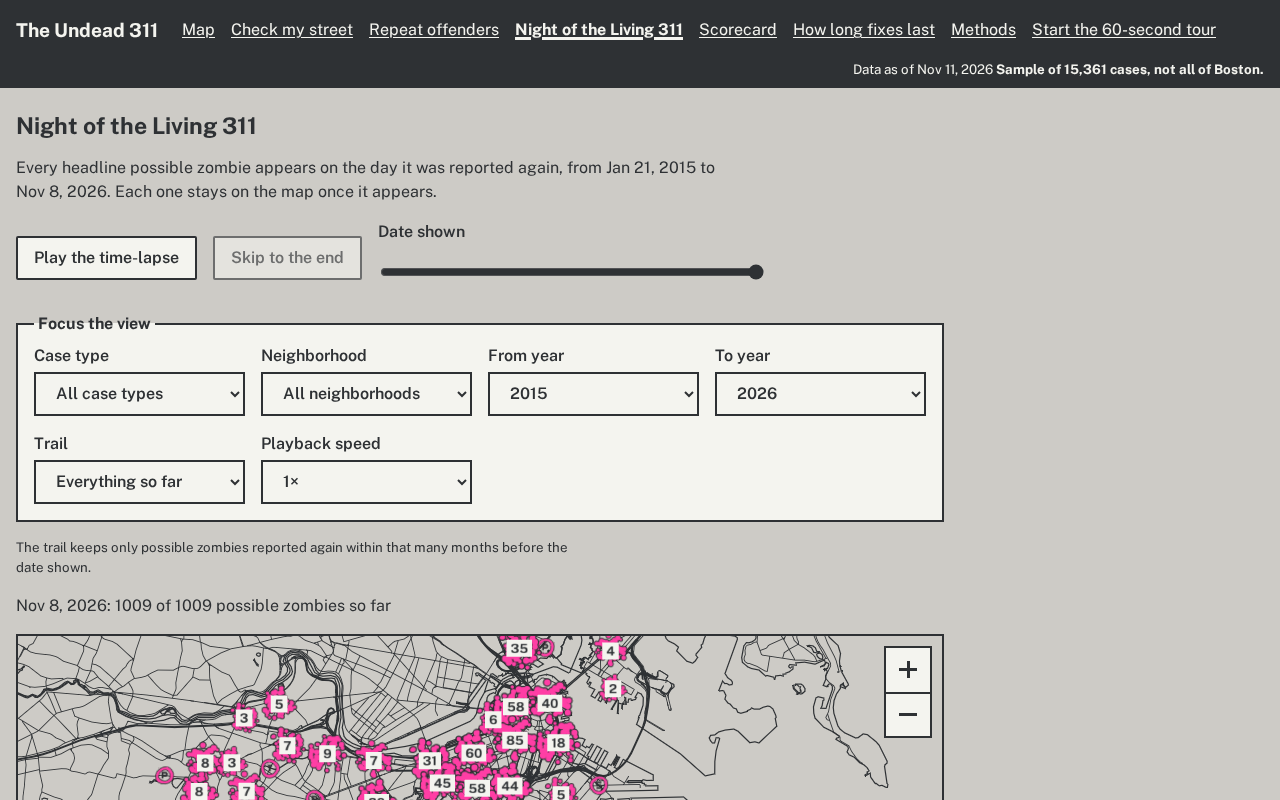 The Undead 311 Map Check my street Repeat offenders Night of the Living 311 Scorecard How long fixes last Methods Start the 60-second tour
Data as of Nov 11, 2026 Sample of 15,361 cases, not all of Boston.
Night of the Living 311
Every headline possible zombie appears on the day it was reported again, from Jan 21, 2015 to
Nov 8, 2026. Each one stays on the map once it appears.
Date shown
Play the time-lapse Skip to the end
Focus the view
Case type Neighborhood From year To year
All case types All neighborhoods 2015 2026
Trail Playback speed
Everything so far 1×
The trail keeps only possible zombies reported again within that many months before the
date shown.
Nov 8, 2026: 1009 of 1009 possible zombies so far
35 4
+
2
5 58 40
3 6
−
85 18
7
9 60
8 3 7 31
45 58 44
8 7 5